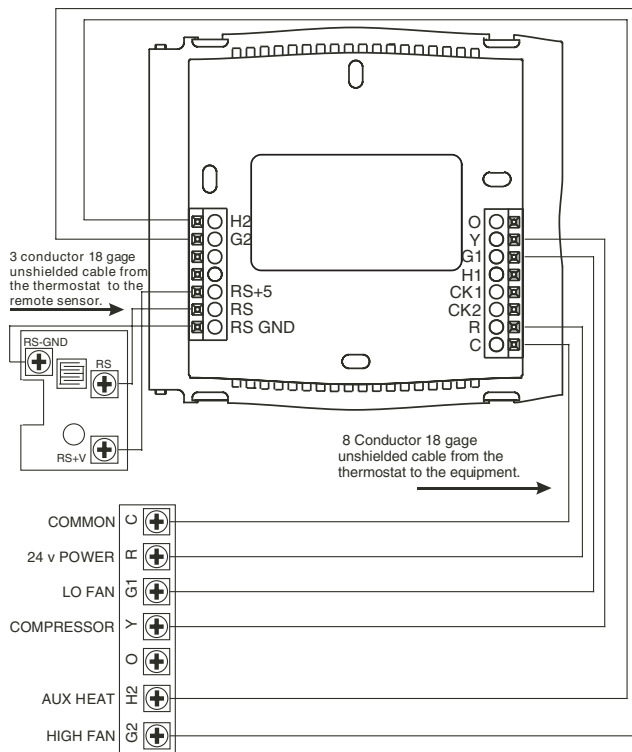 H2
G2
RS+5
RS
RS GND
O
Y
G1
H1
CK1
CK2
R
C
3 conductor 18 gage
unshielded cable from
the thermostat to the
remote sensor.
RS-GND
RS
RS+V
8 Conductor 18 gage
unshielded cable from the
thermostat to the equipment.
COMMON C
24 v POWER R
LO FAN G1
COMPRESSOR Y
O
AUX HEAT H2
HIGH FAN G2